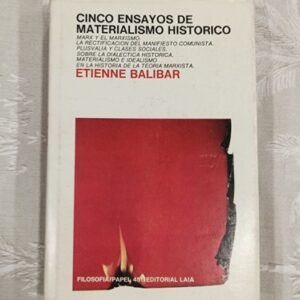 CINCO ENSAYOS DE
MATERIALISMO HISTORICO
MARX Y EL MARXISMO.
LA RECTIFICACION DEL MANIFIESTO COMUNISTA.
PLUSVALIA Y CLASES SOCIALES.
SOBRE LA DIALECTICA HISTORICA,
MATERIALISMO E IDEALISMO
EN LA HISTORIA DE LA TEORIA MARXISTA.
ETIENNE BALIBAR
FILOSOFIA/PAPEL 451/EDITORIAL LAIA